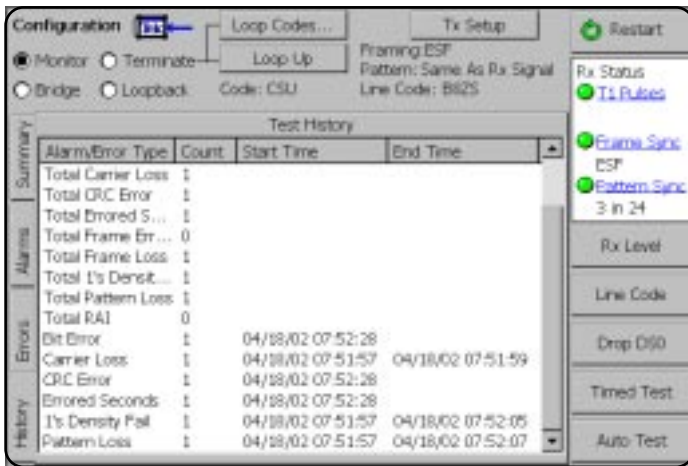 Configuration
Loop Codes...
Tx Setup
Restart
Monitor
Terminate
Loop Up
Framing:ESF
Pattern: Same As Rx Signal
Bridge
Loopback
Code: CSU
Line Code: B8ZS
Rx Status
T1 Pulses
Frame Sync
ESF
Pattern Sync
3 in 24
Rx Level
Line Code
Drop DS0
Timed Test
Auto Test
Summary
Alarms
Errors
History
Test History
Alarm/Error Type Count Start Time End Time
Total Carrier Loss 1
Total CRC Error 1
Total Errored S... 1
Total Frame Err... 0
Total Frame Loss 1
Total 1's Densit... 1
Total Pattern Loss 1
Total RAI 0
Bit Error 1 04/18/02 07:52:28
Carrier Loss 1 04/18/02 07:51:57 04/18/02 07:51:59
CRC Error 1 04/18/02 07:52:28
Errored Seconds 1 04/18/02 07:52:28
1's Density Fail 1 04/18/02 07:51:57 04/18/02 07:52:05
Pattern Loss 1 04/18/02 07:51:57 04/18/02 07:52:07